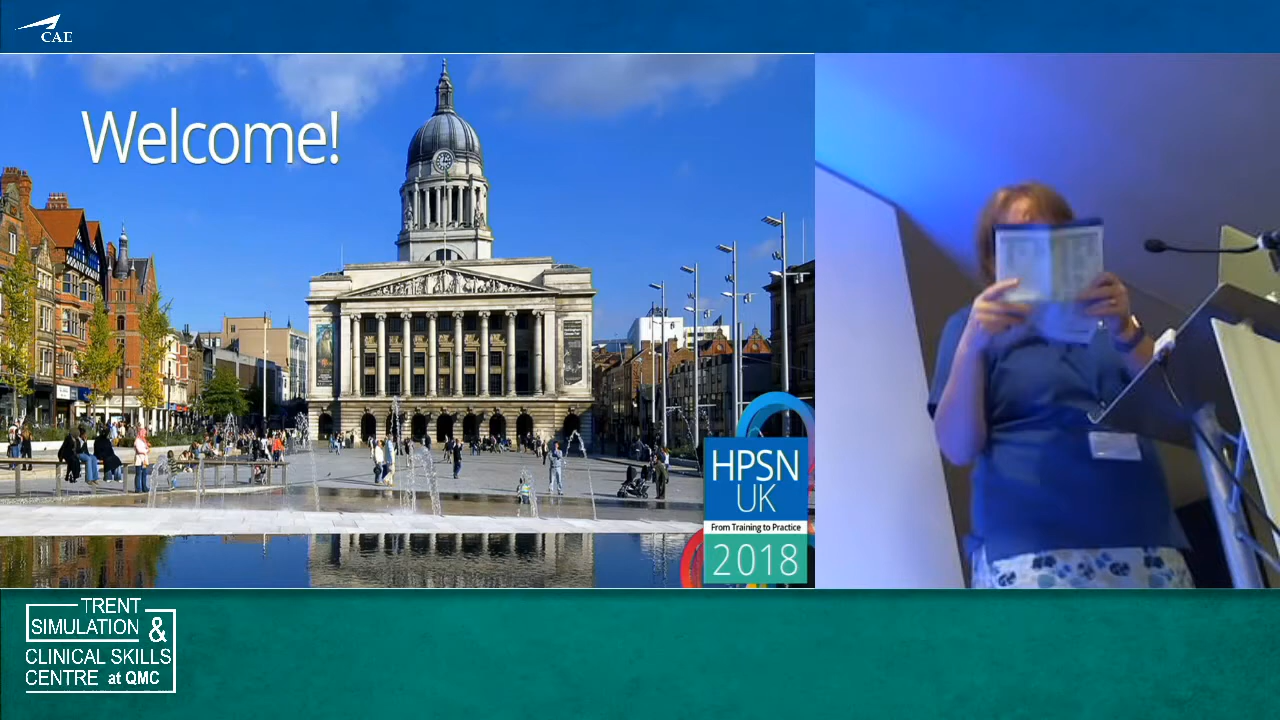 CAE
Welcome!
HPSN
UK
From Training to Practice
2018
TRENT
SIMULATION &
CLINICAL SKILLS
CENTRE at QMC